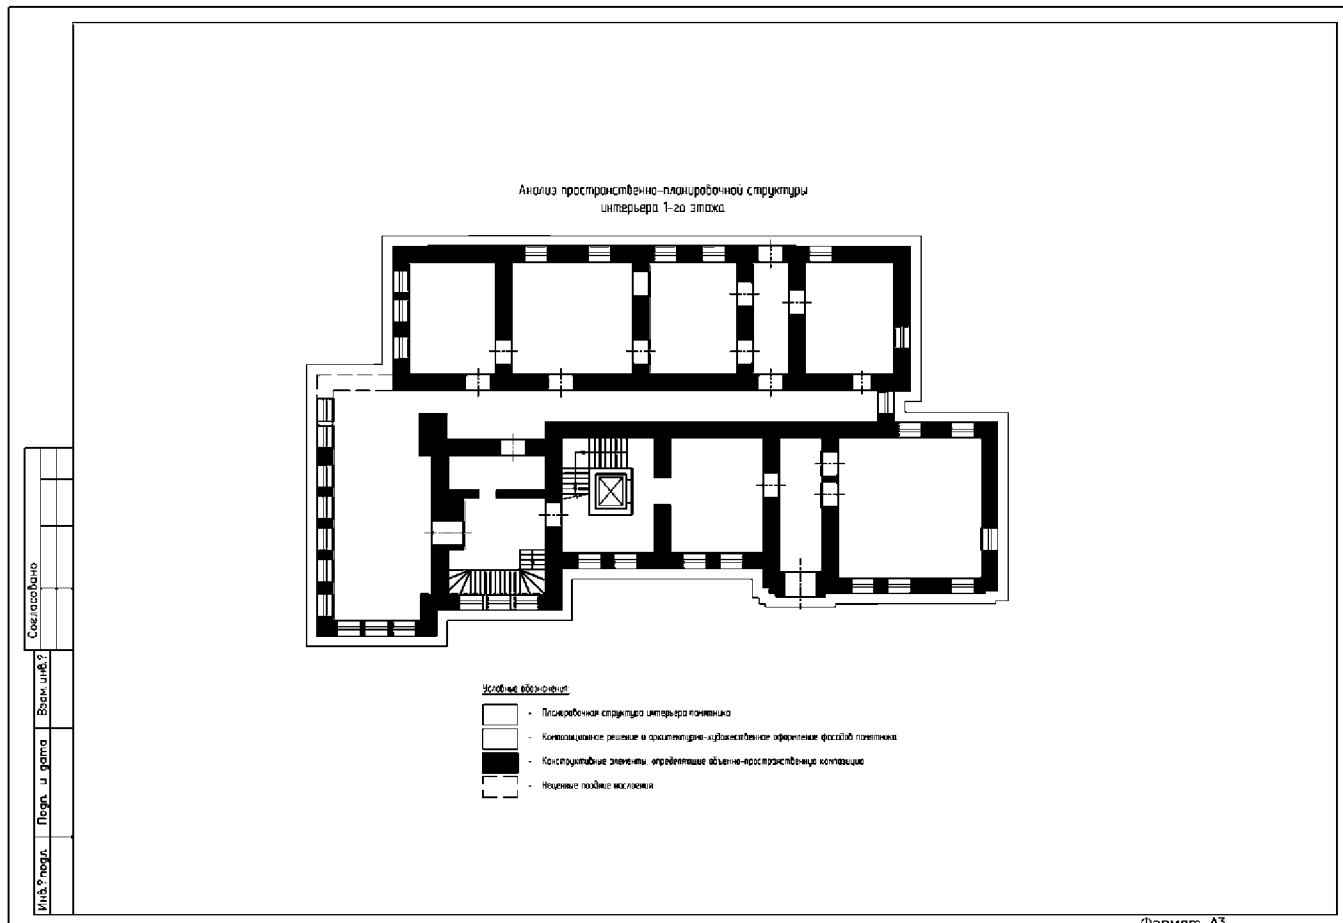 Анализ пространственно-планировочной структуры
интерьера 1-го этажа
Условные обозначения:
- Планировочная структура интерьера памятника
- Композиционное решение и архитектурно-художественное оформление фасадов памятника
- Конструктивные элементы, определяющие объемно-пространственную композицию
- Неценные поздние наслоения
Согласовано
Взам. инв.?
Подп. и дата
Инв.?подл.
Формат А3